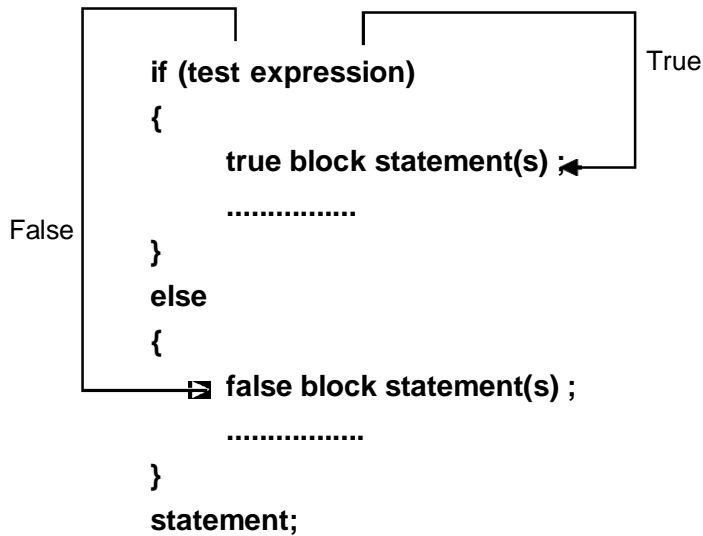 if (test expression)
True
{
true block statement(s) ;
................
False
}
else
{
false block statement(s) ;
.................
}
statement;